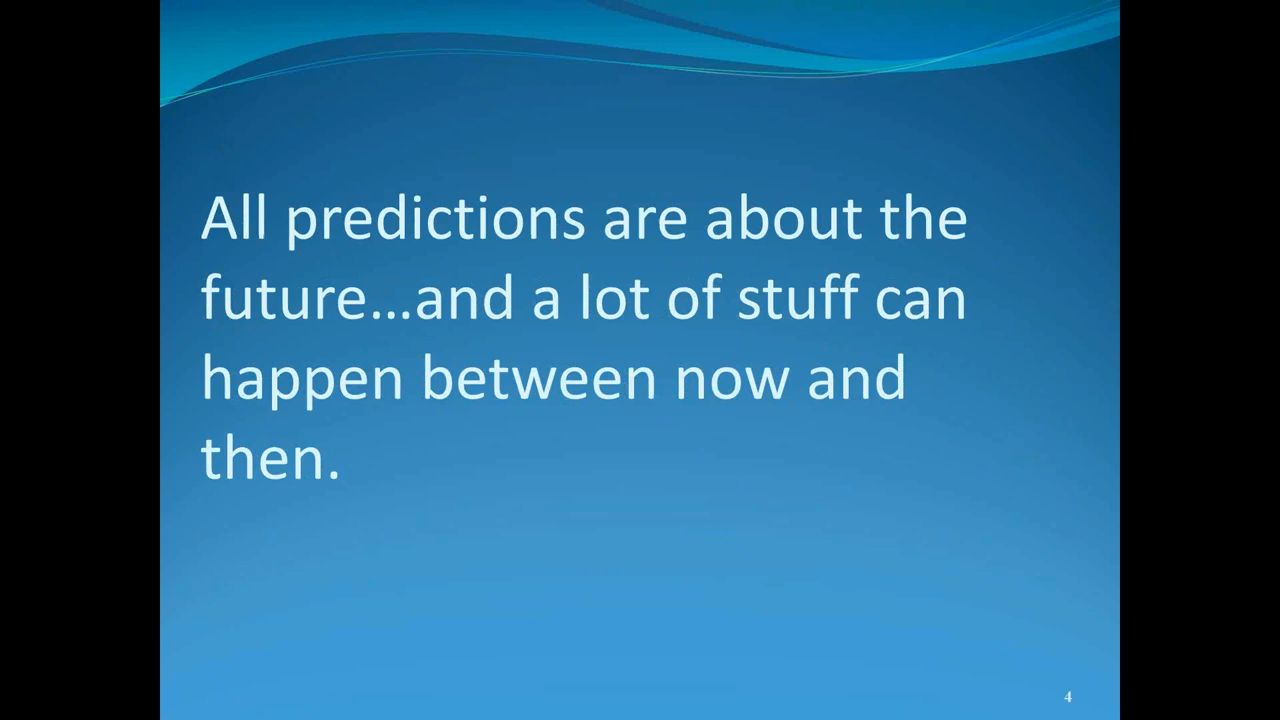 All predictions are about the
future…and a lot of stuff can
happen between now and
then.
4